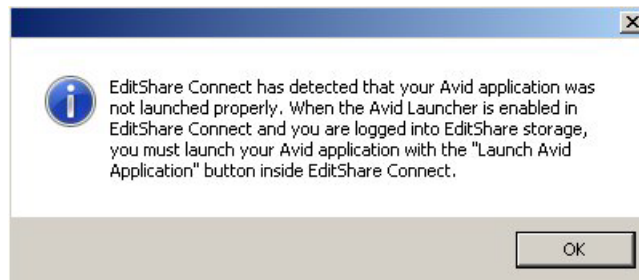 EditShare Connect has detected that your Avid application was
not launched properly. When the Avid Launcher is enabled in
EditShare Connect and you are logged into EditShare storage,
you must launch your Avid application with the "Launch Avid
Application" button inside EditShare Connect.
OK